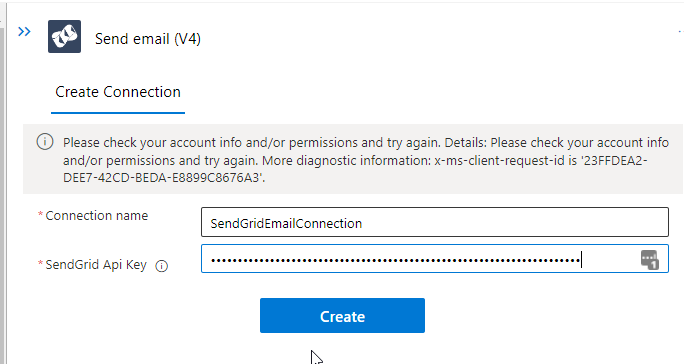 Send email (V4)
Create Connection
Please check your account info and/or permissions and try again. Details: Please check your account info
and/or permissions and try again. More diagnostic information: x-ms-client-request-id is '23FFDEA2-
DEE7-42CD-BEDA-E8899C8676A3'.
*Connection name
SendGridEmailConnection
*SendGrid Api Key
1
Create